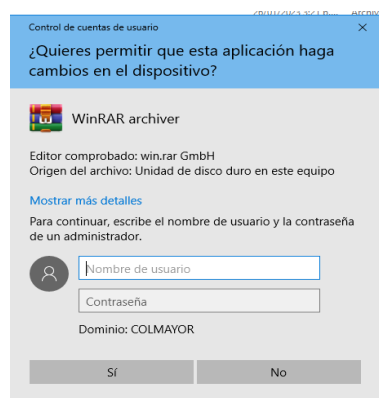 Control de cuentas de usuario
¿Quieres permitir que esta aplicación haga
cambios en el dispositivo?
WinRAR archiver
Editor comprobado: win.rar GmbH
Origen del archivo: Unidad de disco duro en este equipo
Mostrar más detalles
Para continuar, escribe el nombre de usuario y la contraseña
de un administrador.
Nombre de usuario
Contraseña
Dominio: COLMAYOR
Sí
No